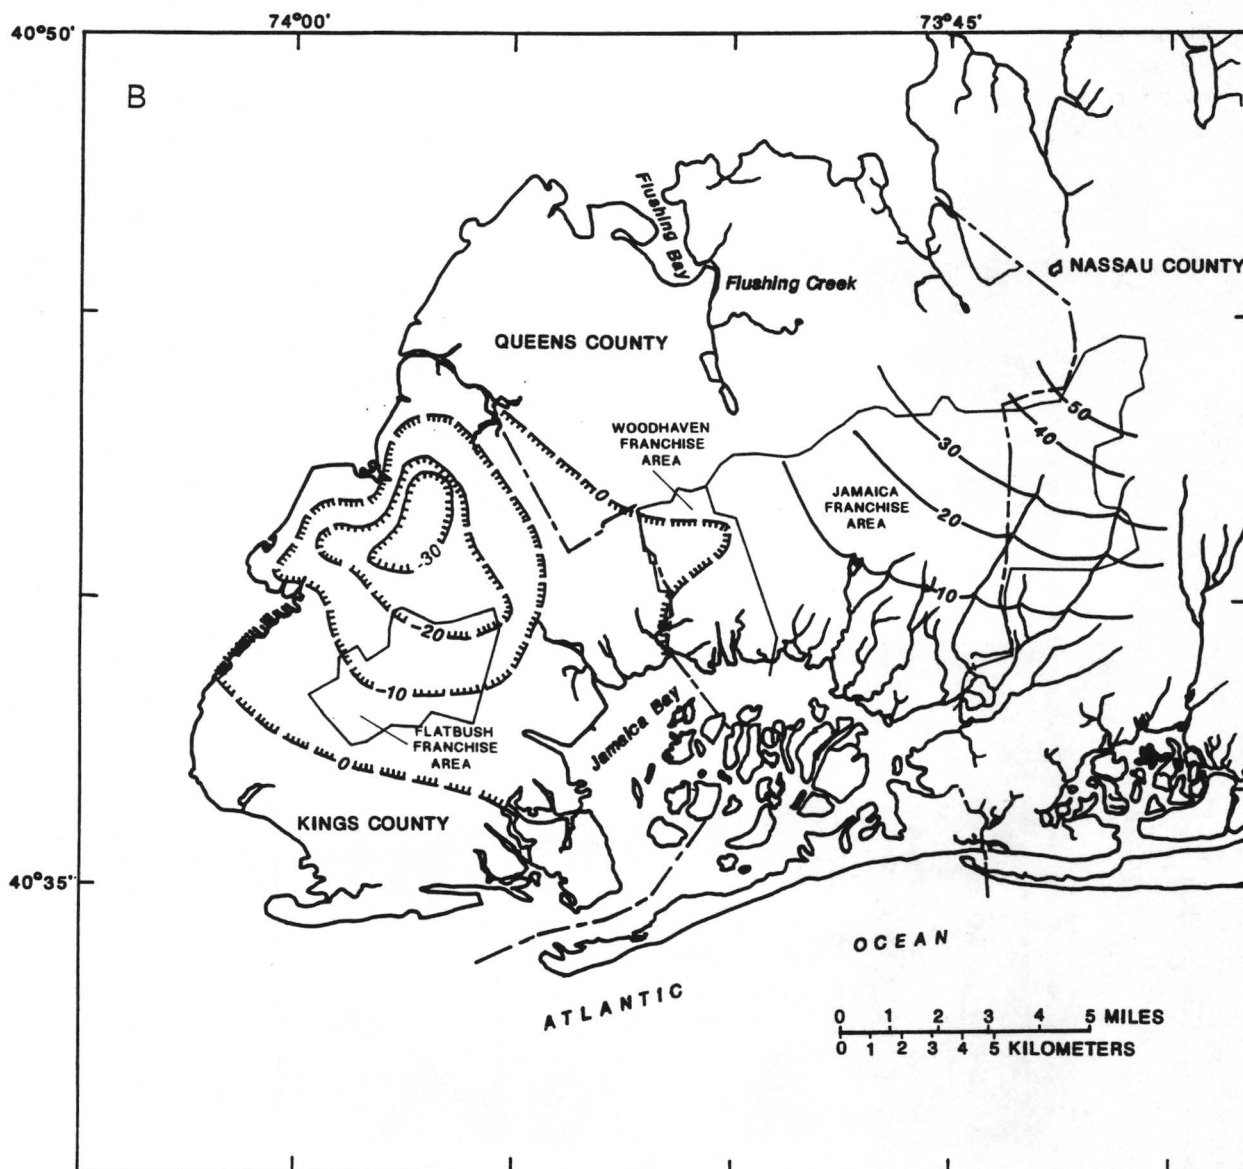 74°00'
73°45'
40°50'
B
Flushing Bay
NASSAU COUNTY
Flushing Creek
QUEENS COUNTY
50
WOODHAVEN
FRANCHISE
AREA
30
40
0
JAMAICA
FRANCHISE
AREA
20
-30
10
-20
-10
Jamaica Bay
FLATBUSH
FRANCHISE
AREA
0
KINGS COUNTY
40°35'
OCEAN
ATLANTIC
0 1 2 3 4 5 MILES
0 1 2 3 4 5 KILOMETERS